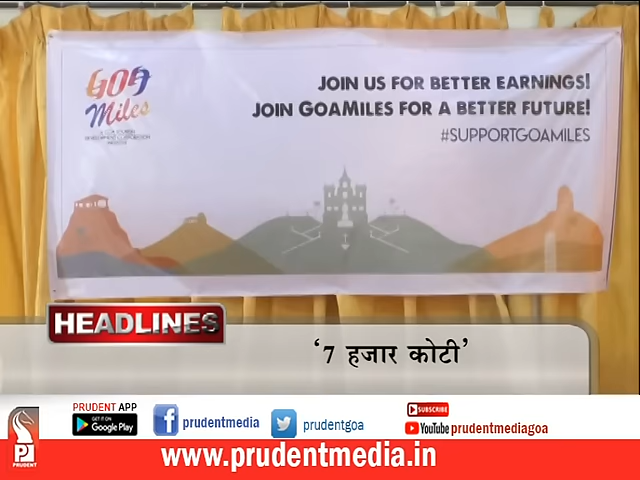 GOA
Miles
JOIN US FOR BETTER EARNINGS!
JOIN GOAMILES FOR A BETTER FUTURE!
#SUPPORTGOAMILES
HEADLINES
‘7 हजार कोटी’
PRUDENT APP
GET IT ON
Google Play
prudentmedia
prudentgoa
SUBSCRIBE
YouTube prudentmediagoa
PRUDENT
www.prudentmedia.in